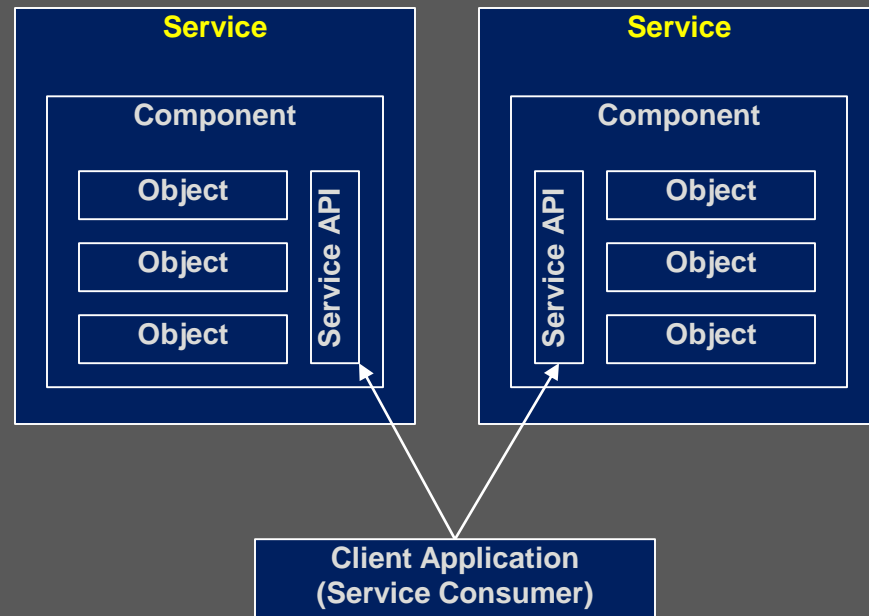 Service
Component
Object
Object
Object
Service API
Service
Component
Service API
Object
Object
Object
Client Application
(Service Consumer)